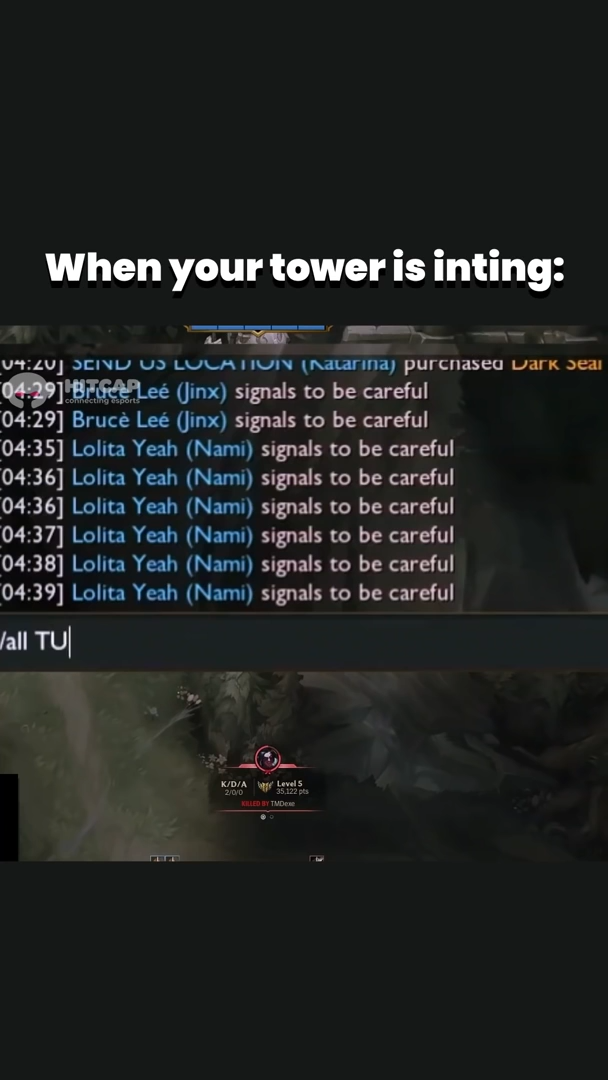 When your tower is inting:
[04:20] SEND US LOCATION (Katarina) purchased Dark Seal
[04:29] Brucè Leé (Jinx) signals to be careful
HITCAP
connecting esports
[04:29] Brucè Leé (Jinx) signals to be careful
[04:35] Lolita Yeah (Nami) signals to be careful
[04:36] Lolita Yeah (Nami) signals to be careful
[04:36] Lolita Yeah (Nami) signals to be careful
[04:37] Lolita Yeah (Nami) signals to be careful
[04:38] Lolita Yeah (Nami) signals to be careful
[04:39] Lolita Yeah (Nami) signals to be careful
/all TU
K/D/A Level 5
2/0/0 35,122 pts
KILLED BY TMDexe